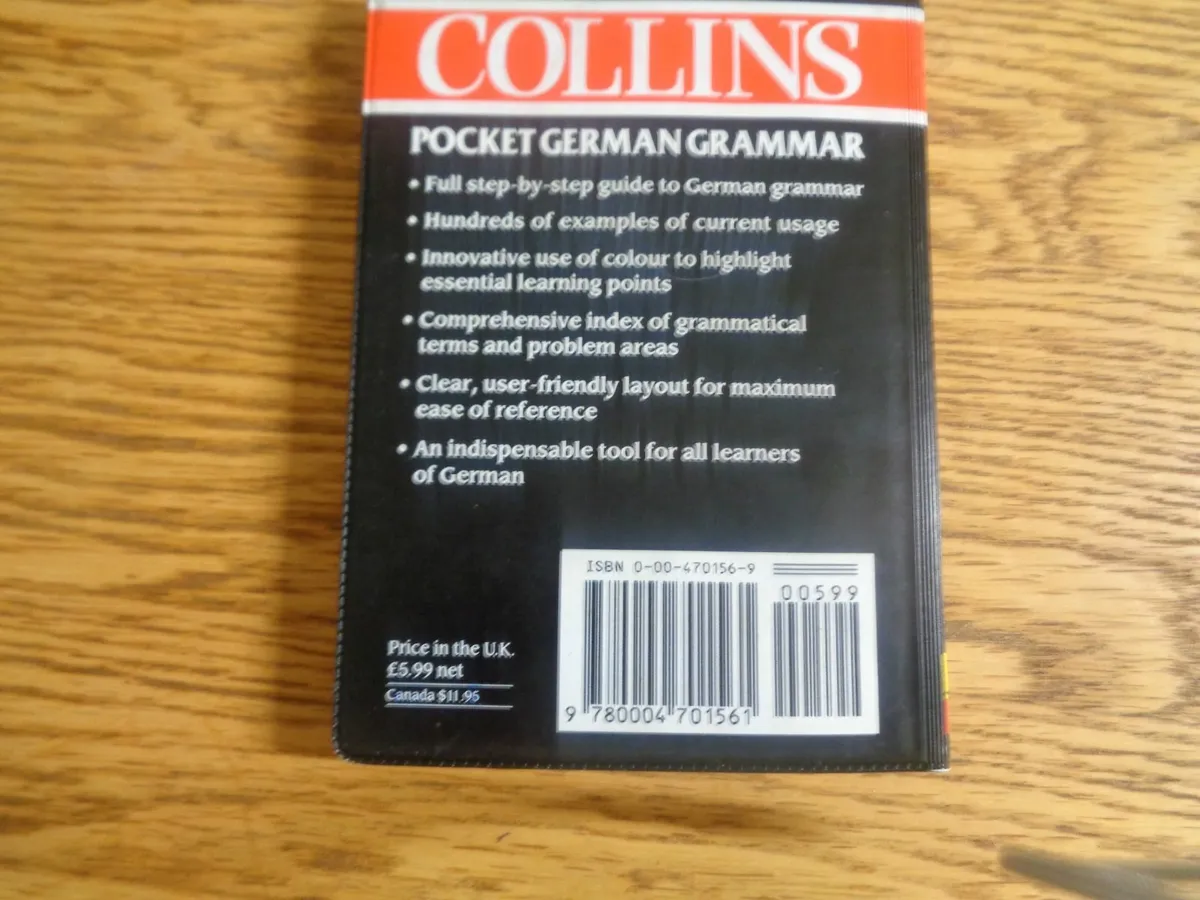 COLLINS
POCKET GERMAN GRAMMAR
• Full step-by-step guide to German grammar
• Hundreds of examples of current usage
• Innovative use of colour to highlight
essential learning points
• Comprehensive index of grammatical
terms and problem areas
• Clear, user-friendly layout for maximum
ease of reference
• An indispensable tool for all learners
of German
ISBN 0-00-470156-9
00599
Price in the U.K.
£5.99 net
Canada $11.95
9 780004 701561